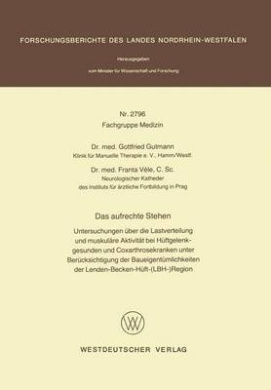 FORSCHUNGSBERICHTE DES LANDES NORDRHEIN-WESTFALEN
Herausgegeben
vom Minister für Wissenschaft und Forschung
Nr. 2796
Fachgruppe Medizin
Dr. med. Gottfried Gutmann
Klinik für Manuelle Therapie e. V., Hamm/Westf.
Dr. med. Franta Véle, C. Sc.
Neurologischer Katheder
des Instituts für ärztliche Fortbildung in Prag
Das aufrechte Stehen
Untersuchungen über die Lastverteilung
und muskuläre Aktivität bei Hüftgelenk-
gesunden und Coxarthrosekranken unter
Berücksichtigung der Baueigentümlichkeiten
der Lenden-Becken-Hüft-(LBH-)Region
WESTDEUTSCHER VERLAG